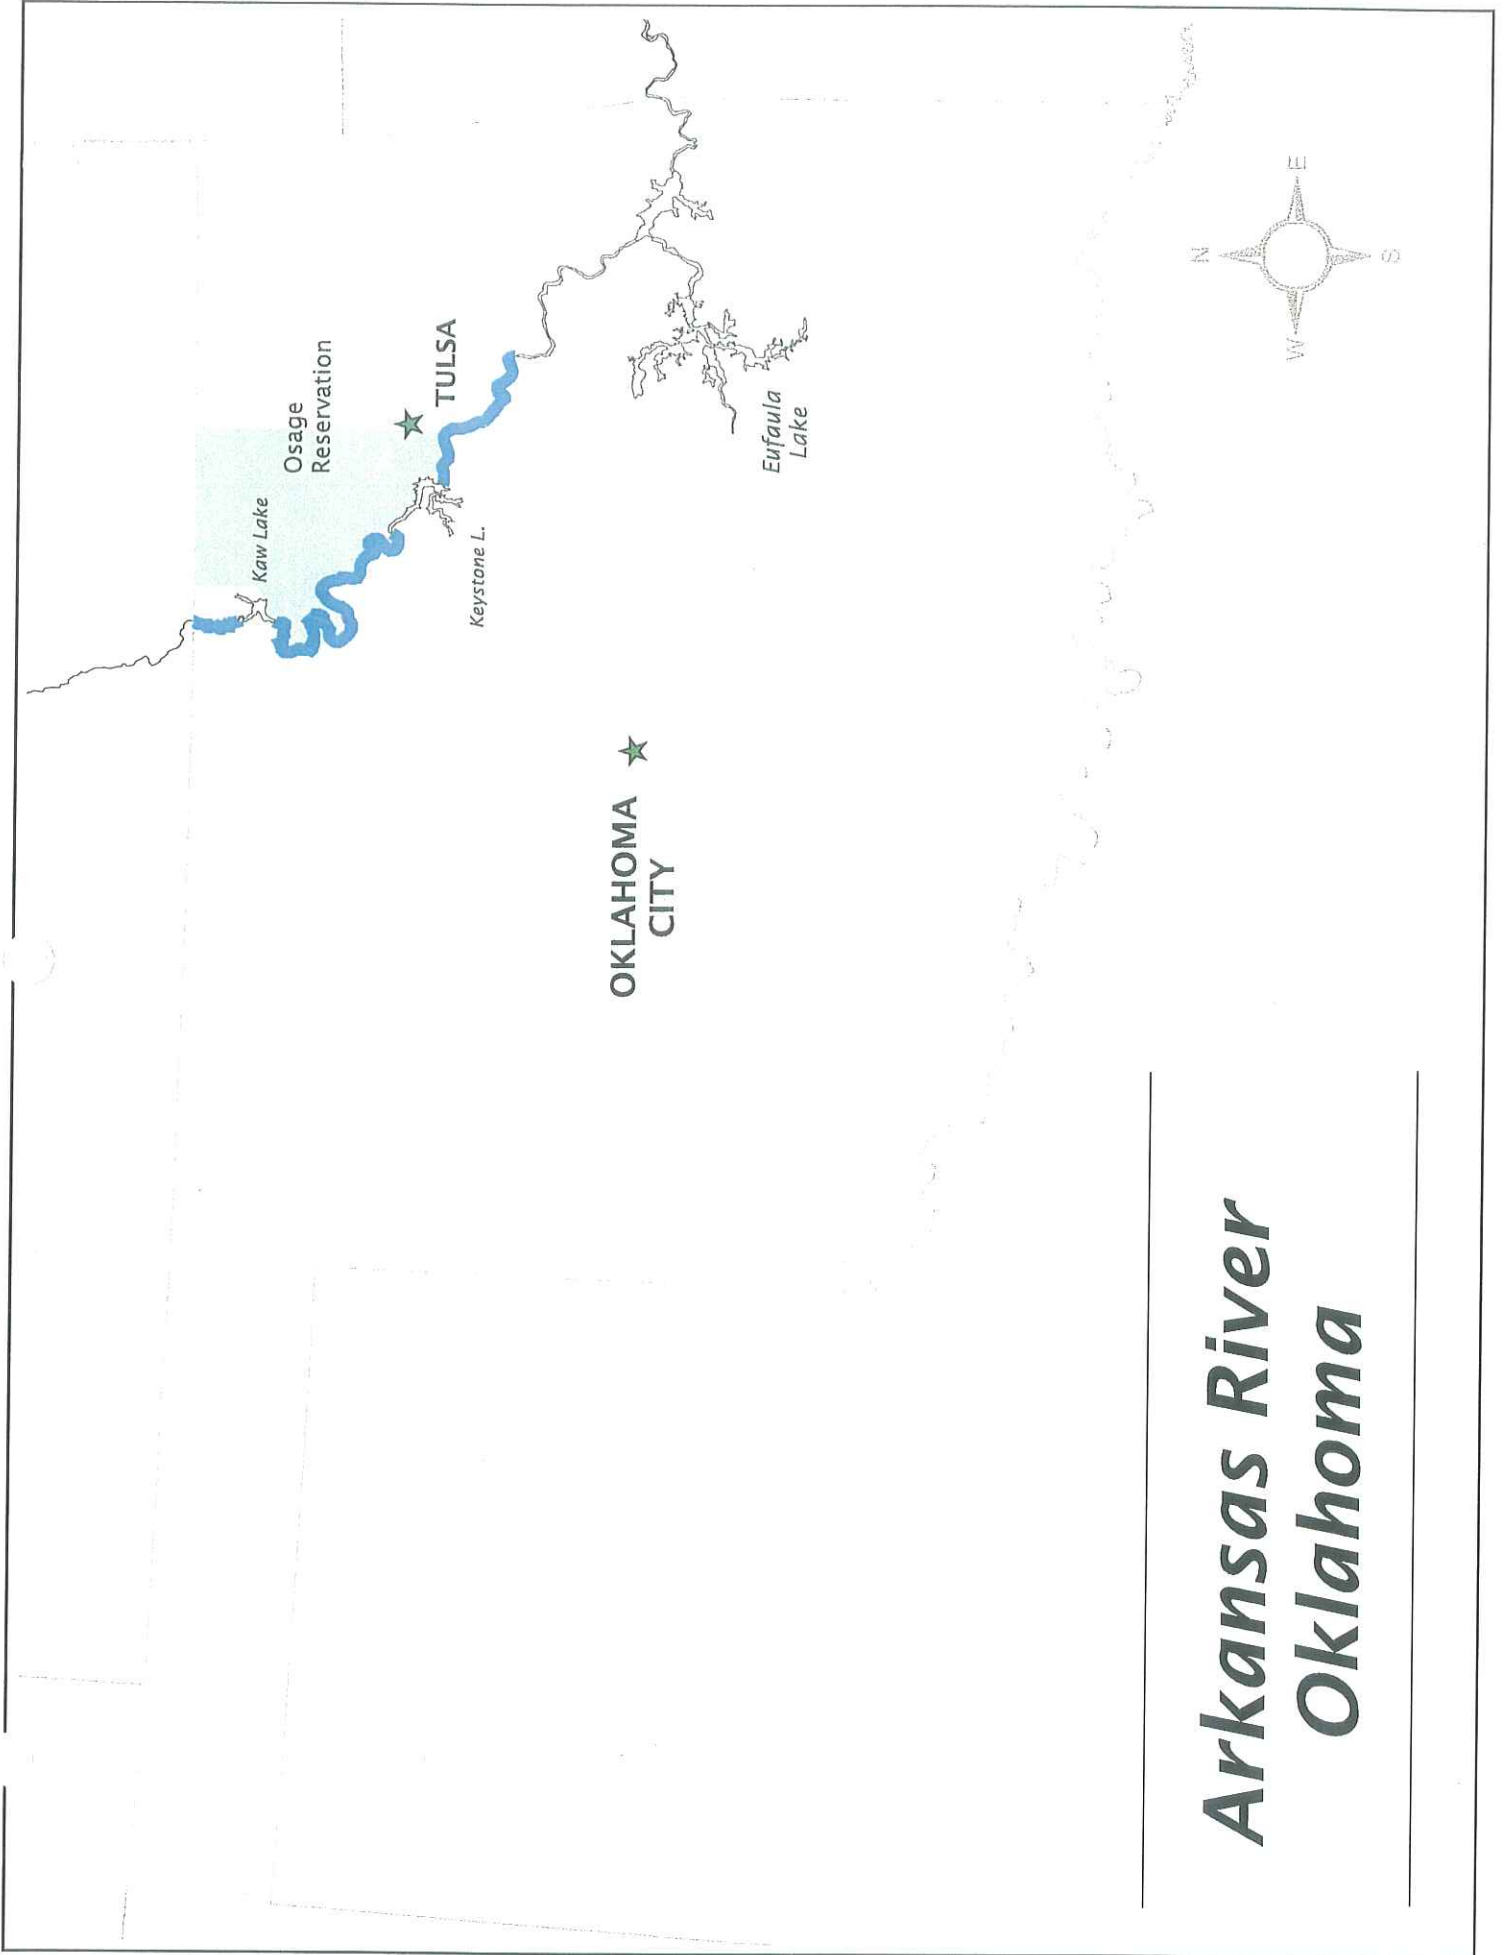 Kaw Lake
Osage
Reservation
TULSA
Keystone L.
OKLAHOMA
CITY
Eufaula
Lake
Arkansas River
Oklahoma
N
W
E
S